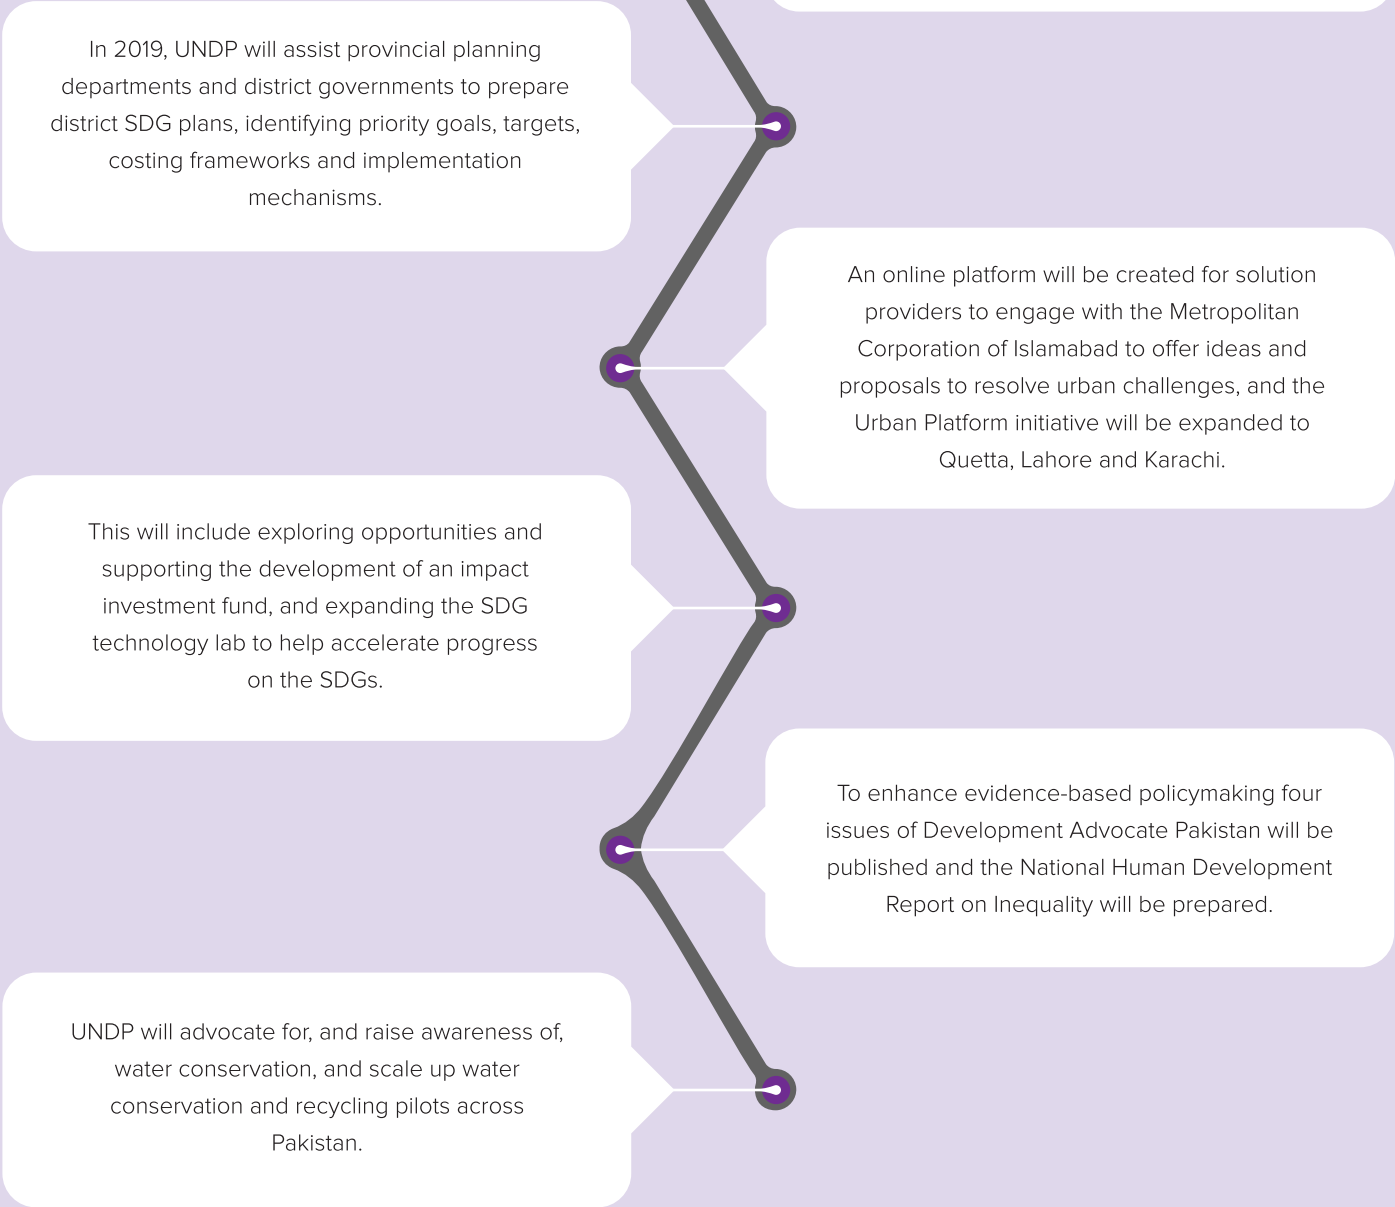 In 2019, UNDP will assist provincial planning
departments and district governments to prepare
district SDG plans, identifying priority goals, targets,
costing frameworks and implementation
mechanisms.
An online platform will be created for solution
providers to engage with the Metropolitan
Corporation of Islamabad to offer ideas and
proposals to resolve urban challenges, and the
Urban Platform initiative will be expanded to
Quetta, Lahore and Karachi.
This will include exploring opportunities and
supporting the development of an impact
investment fund, and expanding the SDG
technology lab to help accelerate progress
on the SDGs.
To enhance evidence-based policymaking four
issues of Development Advocate Pakistan will be
published and the National Human Development
Report on Inequality will be prepared.
UNDP will advocate for, and raise awareness of,
water conservation, and scale up water
conservation and recycling pilots across
Pakistan.